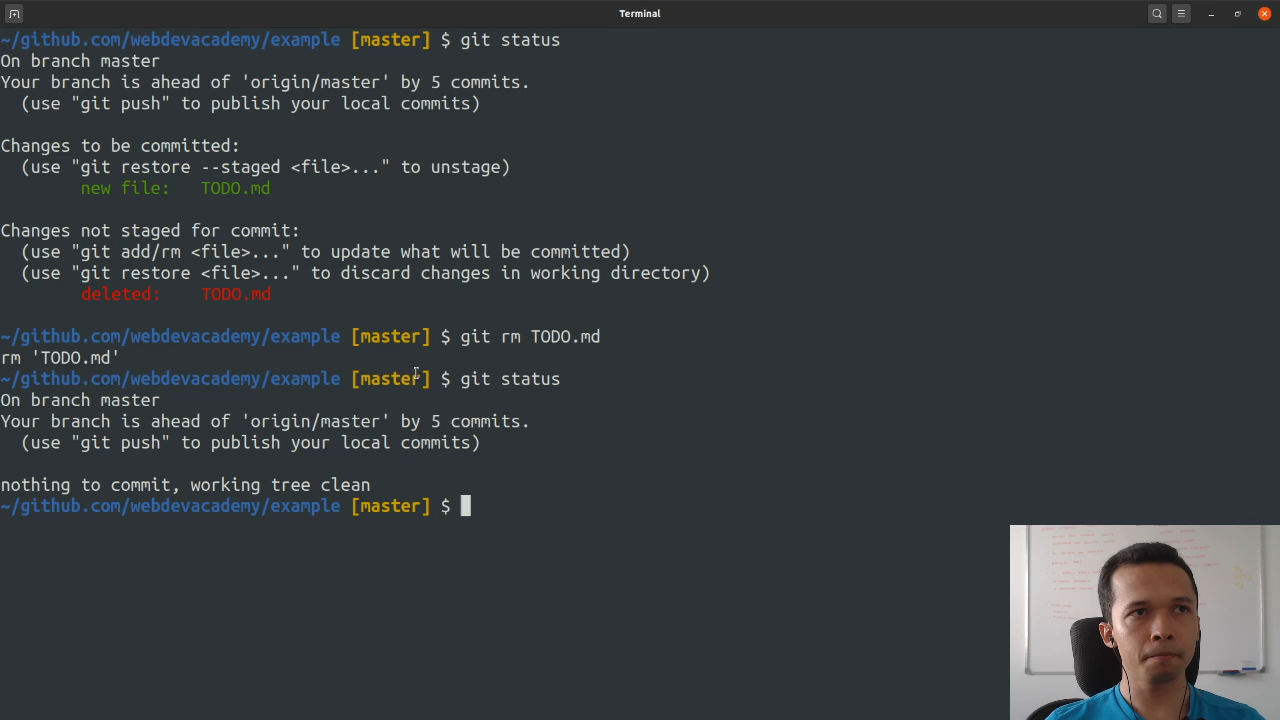 Terminal
~/github.com/webdevacademy/example [master] $ git status
On branch master
Your branch is ahead of 'origin/master' by 5 commits.
  (use "git push" to publish your local commits)
Changes to be committed:
  (use "git restore --staged <file>..." to unstage)
        new file:   TODO.md
Changes not staged for commit:
  (use "git add/rm <file>..." to update what will be committed)
  (use "git restore <file>..." to discard changes in working directory)
        deleted:    TODO.md
~/github.com/webdevacademy/example [master] $ git rm TODO.md
rm 'TODO.md'
~/github.com/webdevacademy/example [master] $ git status
On branch master
Your branch is ahead of 'origin/master' by 5 commits.
  (use "git push" to publish your local commits)
nothing to commit, working tree clean
~/github.com/webdevacademy/example [master] $